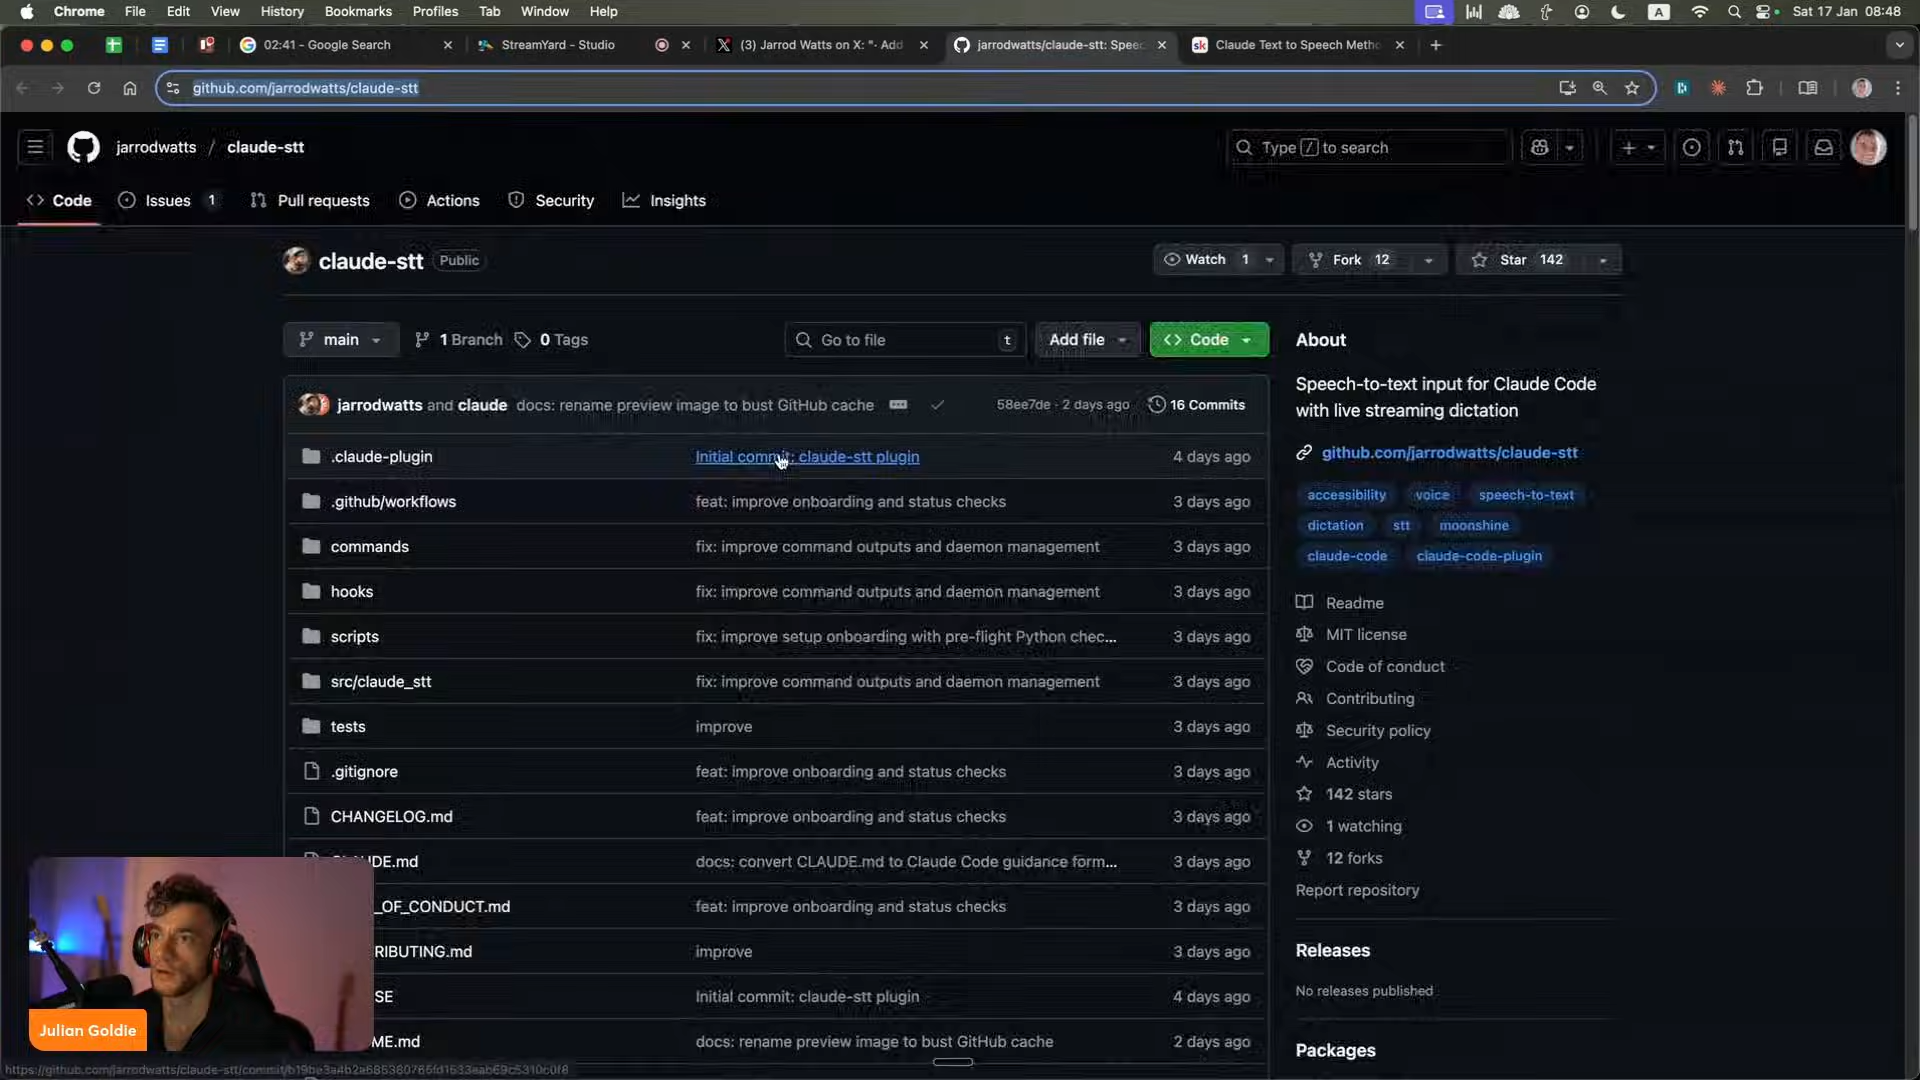 Chrome File Edit View History Bookmarks Profiles Tab Window Help A Sat 17 Jan 08:48
02:41 - Google Search StreamYard - Studio (3) Jarrod Watts on X: "· Add jarrodwatts/claude-stt: Spee Claude Text to Speech Metho
github.com/jarrodwatts/claude-stt
jarrodwatts / claude-stt Type / to search
Code Issues 1 Pull requests Actions Security Insights
claude-stt Public Watch 1 Fork 12 Star 142
main 1 Branch 0 Tags Go to file t Add file Code
jarrodwatts and claude docs: rename preview image to bust GitHub cache 58ee7de · 2 days ago 16 Commits
.claude-plugin Initial commit: claude-stt plugin 4 days ago
.github/workflows feat: improve onboarding and status checks 3 days ago
commands fix: improve command outputs and daemon management 3 days ago
hooks fix: improve command outputs and daemon management 3 days ago
scripts fix: improve setup onboarding with pre-flight Python chec... 3 days ago
src/claude_stt fix: improve command outputs and daemon management 3 days ago
tests improve 3 days ago
.gitignore feat: improve onboarding and status checks 3 days ago
CHANGELOG.md feat: improve onboarding and status checks 3 days ago
DE.md docs: convert CLAUDE.md to Claude Code guidance form... 3 days ago
_OF_CONDUCT.md feat: improve onboarding and status checks 3 days ago
RIBUTING.md improve 3 days ago
SE Initial commit: claude-stt plugin 4 days ago
ME.md docs: rename preview image to bust GitHub cache 2 days ago
About
Speech-to-text input for Claude Code
with live streaming dictation
github.com/jarrodwatts/claude-stt
accessibility voice speech-to-text
dictation stt moonshine
claude-code claude-code-plugin
Readme
MIT license
Code of conduct
Contributing
Security policy
Activity
142 stars
1 watching
12 forks
Report repository
Releases
No releases published
Packages
Julian Goldie